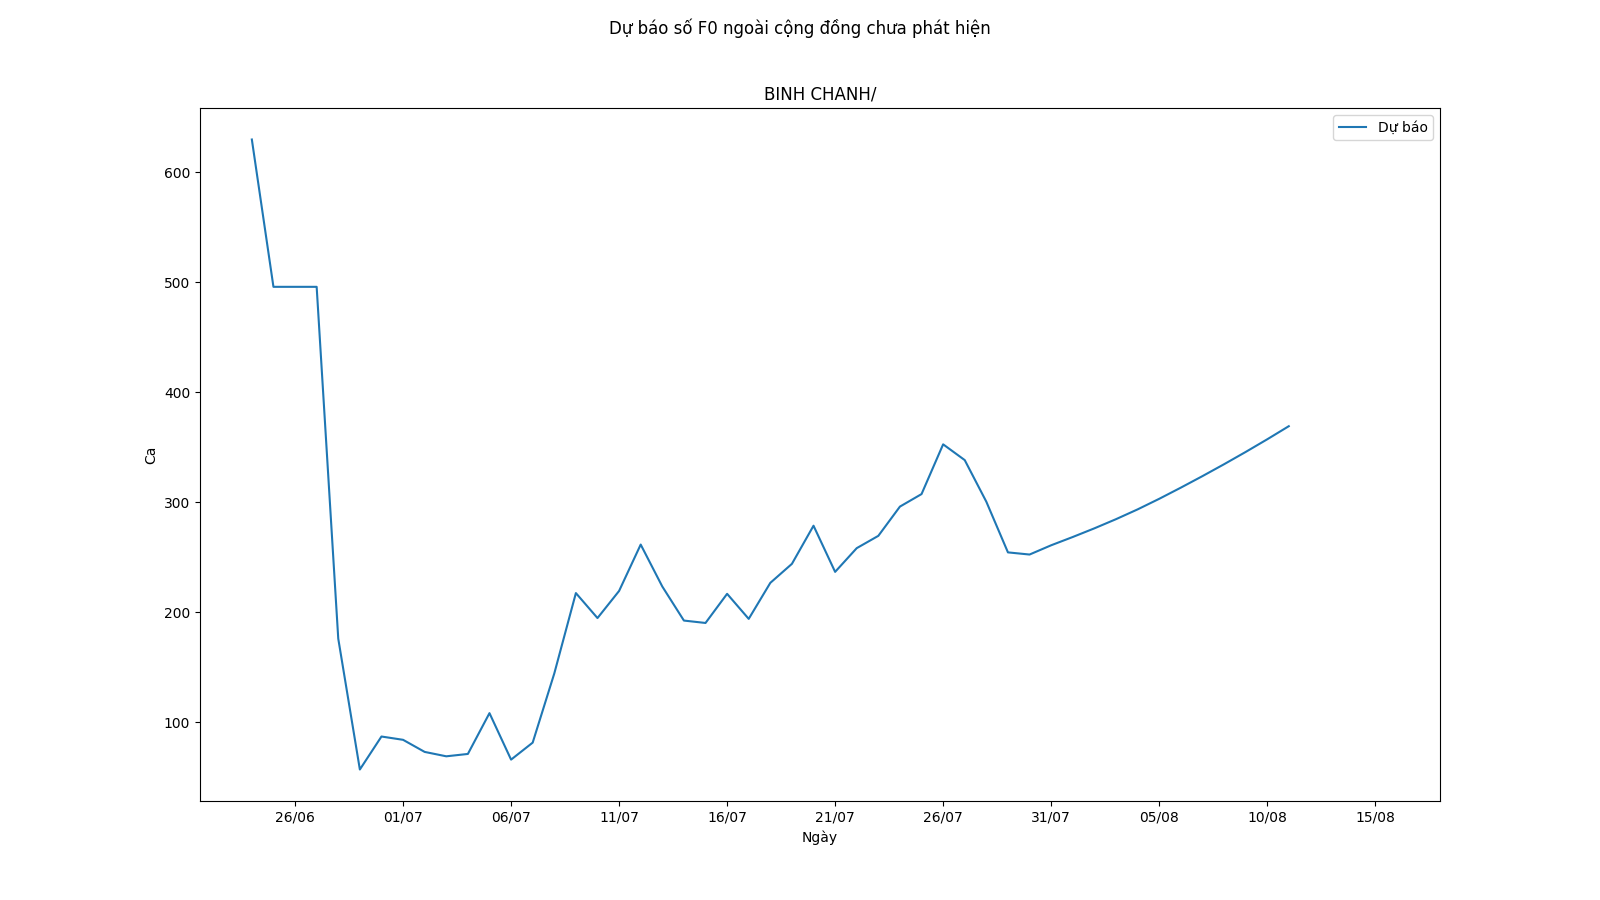 Dự báo số F0 ngoài cộng đồng chưa phát hiện
BINH CHANH/
Dự báo
600
500
400
300
200
100
Ca
26/06 01/07 06/07 11/07 16/07 21/07 26/07 31/07 05/08 10/08 15/08
Ngày